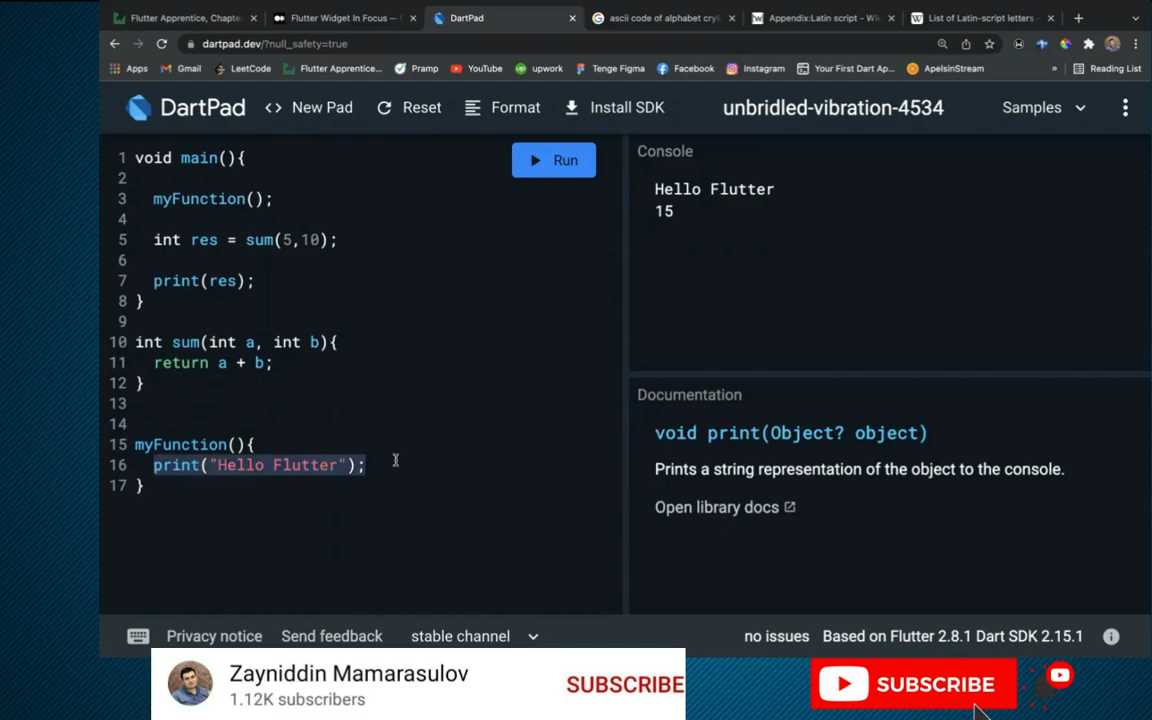 Flutter Apprentice, Chapte
Flutter Widget In Focus — C
DartPad
ascii code of alphabet cryill
Appendix:Latin script - Wik
List of Latin-script letters -
dartpad.dev/?null_safety=true
Apps
Gmail
LeetCode
Flutter Apprentice...
Pramp
YouTube
upwork
Tenge Figma
Facebook
Instagram
Your First Dart Ap...
ApelsinStream
»
Reading List
DartPad
<> New Pad
Reset
Format
Install SDK
unbridled-vibration-4534
Samples
1 void main(){
2
3 myFunction();
4
5 int res = sum(5,10);
6
7 print(res);
8 }
9
10 int sum(int a, int b){
11 return a + b;
12 }
13
14
15 myFunction(){
16 print("Hello Flutter");
17 }
Run
Console
Hello Flutter
15
Documentation
void print(Object? object)
Prints a string representation of the object to the console.
Open library docs
Privacy notice
Send feedback
stable channel
no issues
Based on Flutter 2.8.1 Dart SDK 2.15.1
Zayniddin Mamarasulov
1.12K subscribers
SUBSCRIBE
SUBSCRIBE